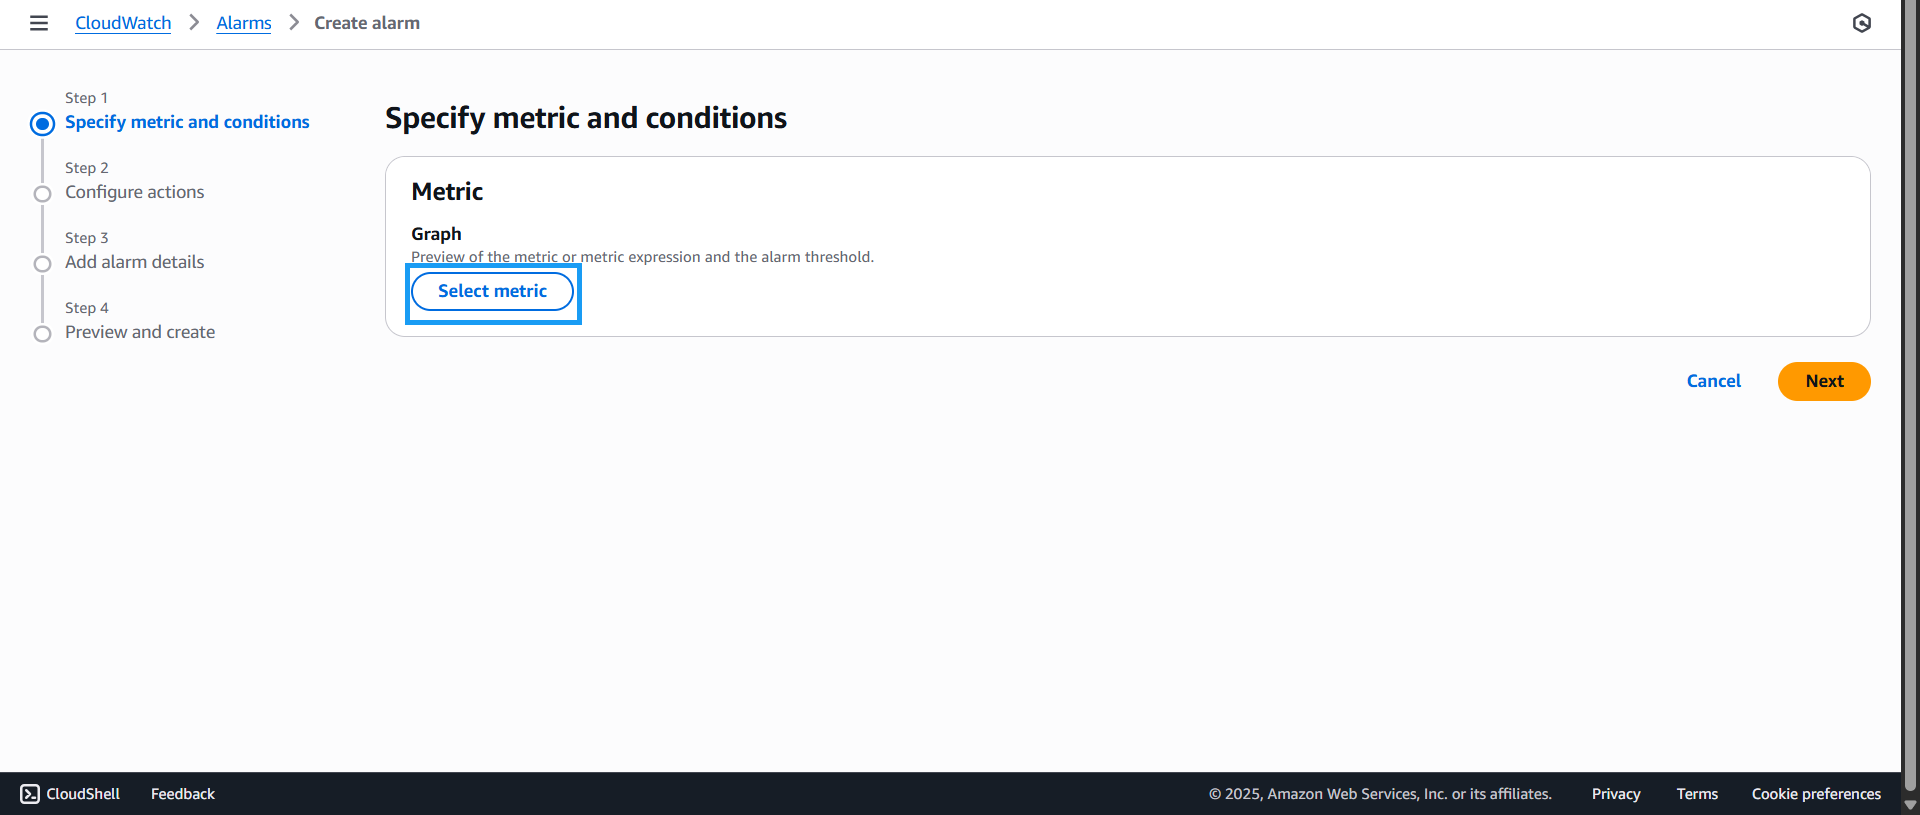 CloudWatch Alarms Create alarm
Step 1
Specify metric and conditions
Step 2
Configure actions
Step 3
Add alarm details
Step 4
Preview and create
Specify metric and conditions
Metric
Graph
Preview of the metric or metric expression and the alarm threshold.
Select metric
Cancel Next
CloudShell Feedback © 2025, Amazon Web Services, Inc. or its affiliates. Privacy Terms Cookie preferences